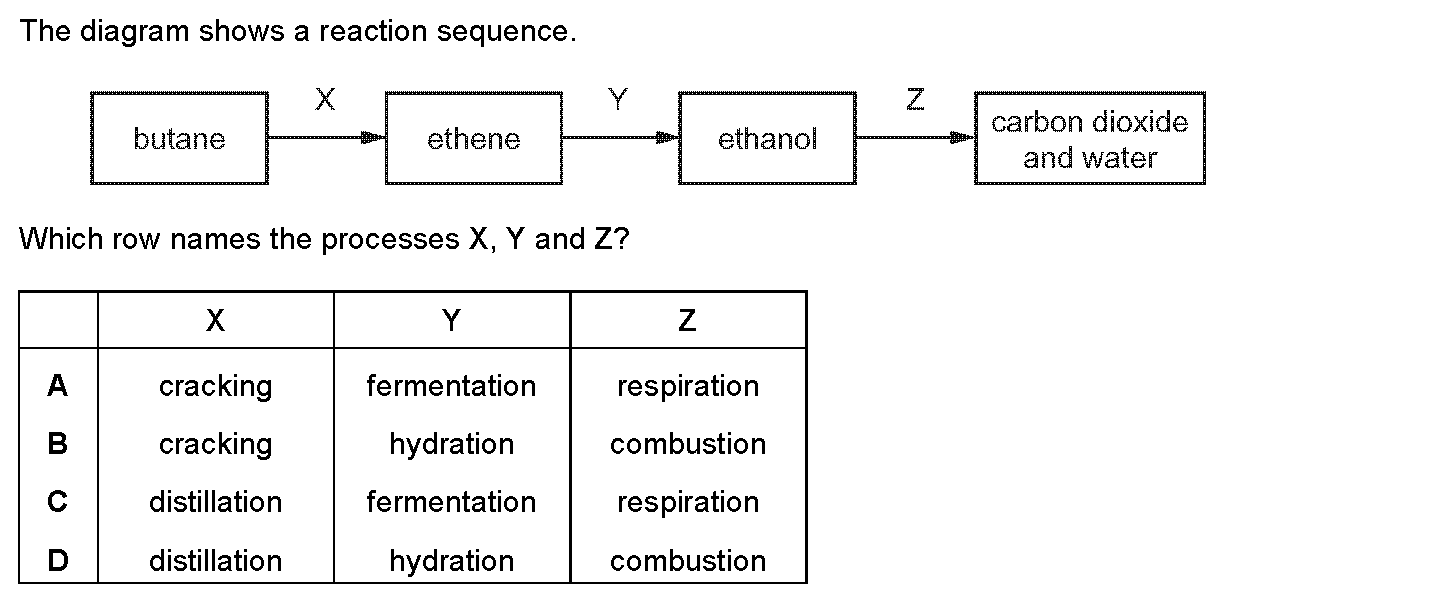 The diagram shows a reaction sequence.
X Y Z
butane ethene ethanol carbon dioxide
and water
Which row names the processes X, Y and Z?
X Y Z
A cracking fermentation respiration
B cracking hydration combustion
C distillation fermentation respiration
D distillation hydration combustion